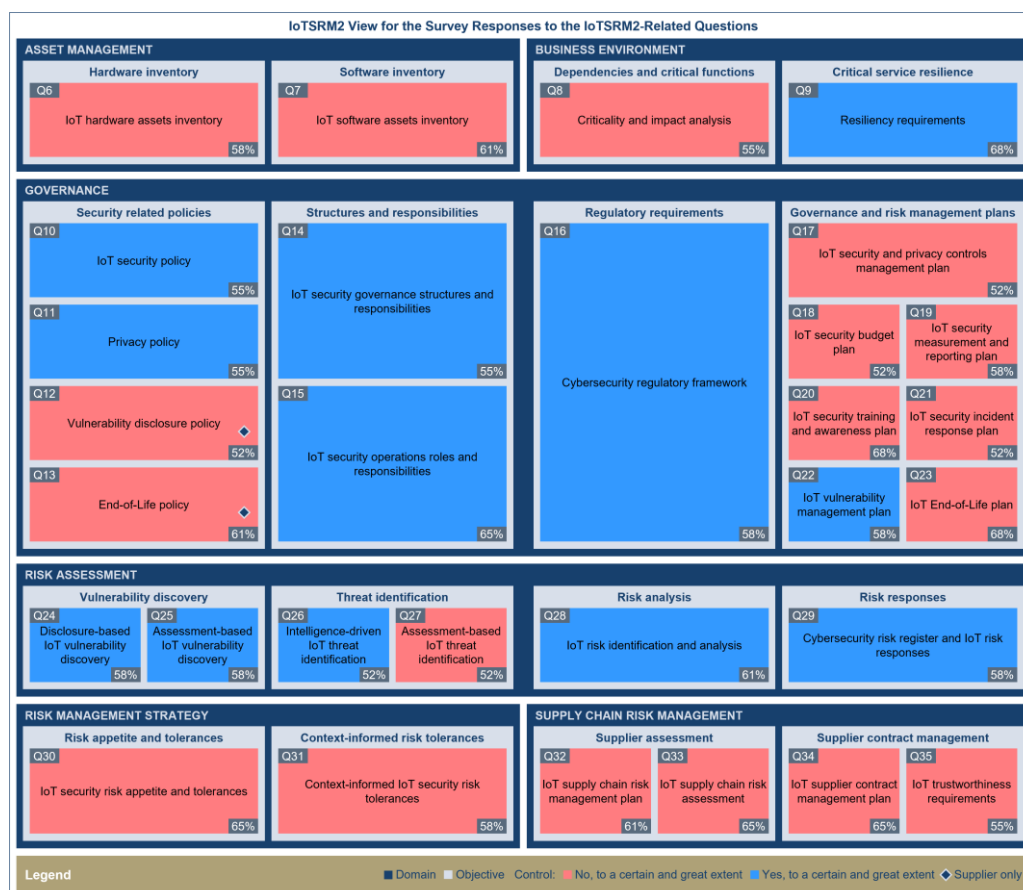 IoTSRM2 View for the Survey Responses to the IoTSRM2-Related Questions
ASSET MANAGEMENT
Hardware inventory
Q6
IoT hardware assets inventory
58%
Software inventory
Q7
IoT software assets inventory
61%
BUSINESS ENVIRONMENT
Dependencies and critical functions
Q8
Criticality and impact analysis
55%
Critical service resilience
Q9
Resiliency requirements
68%
GOVERNANCE
Security related policies
Q10
IoT security policy
55%
Q11
Privacy policy
55%
Q12
Vulnerability disclosure policy
52%
Q13
End-of-Life policy
61%
Structures and responsibilities
Q14
IoT security governance structures and
responsibilities
55%
Q15
IoT security operations roles and
responsibilities
65%
Regulatory requirements
Q16
Cybersecurity regulatory framework
58%
Governance and risk management plans
Q17
IoT security and privacy controls
management plan
52%
Q18
IoT security budget
plan
52%
Q19
IoT security
measurement and
reporting plan
58%
Q20
IoT security training
and awareness plan
68%
Q21
IoT security incident
response plan
52%
Q22
IoT vulnerability
management plan
58%
Q23
IoT End-of-Life plan
68%
RISK ASSESSMENT
Vulnerability discovery
Q24
Disclosure-based
IoT vulnerability
discovery
58%
Q25
Assessment-based
IoT vulnerability
discovery
58%
Threat identification
Q26
Intelligence-driven
IoT threat
identification
52%
Q27
Assessment-based
IoT threat
identification
52%
Risk analysis
Q28
IoT risk identification and analysis
61%
Risk responses
Q29
Cybersecurity risk register and IoT risk
responses
58%
RISK MANAGEMENT STRATEGY
Risk appetite and tolerances
Q30
IoT security risk appetite and tolerances
65%
Context-informed risk tolerances
Q31
Context-informed IoT security risk
tolerances
58%
SUPPLY CHAIN RISK MANAGEMENT
Supplier assessment
Q32
IoT supply chain risk
management plan
61%
Q33
IoT supply chain risk
assessment
65%
Supplier contract management
Q34
IoT supplier contract
management plan
65%
Q35
IoT trustworthiness
requirements
55%
Legend
Domain Objective Control: No, to a certain and great extent Yes, to a certain and great extent Supplier only